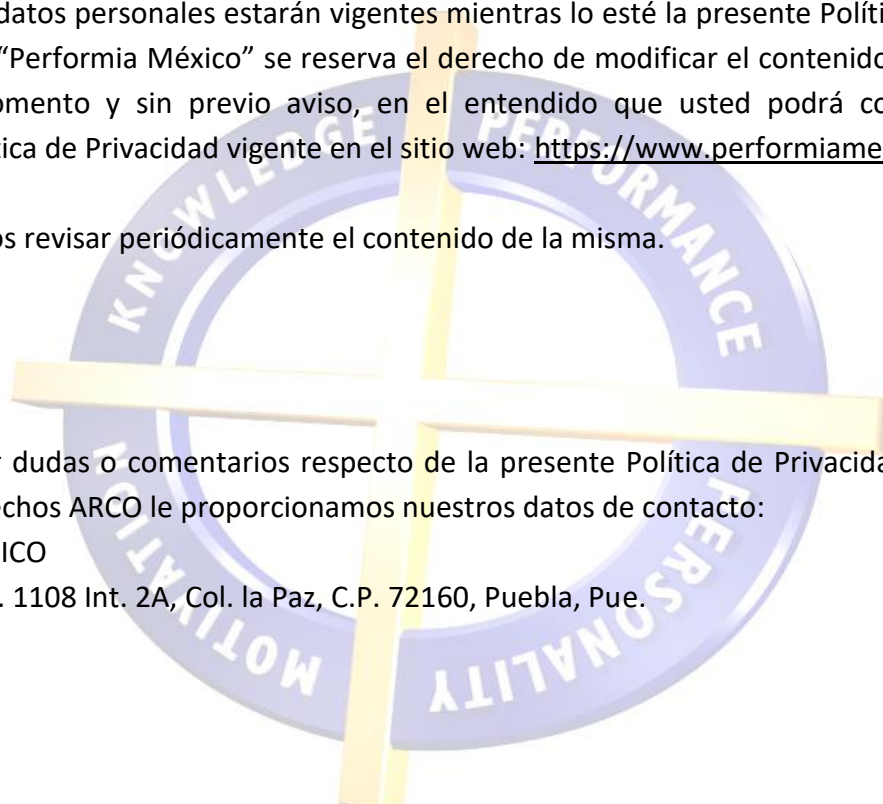 datos personales estarán vigentes mientras lo esté la presente Polít
“Performia México” se reserva el derecho de modificar el contenido
omento y sin previo aviso, en el entendido que usted podrá co
tica de Privacidad vigente en el sitio web: https://www.performiame
os revisar periódicamente el contenido de la misma.
r dudas o comentarios respecto de la presente Política de Privacida
echos ARCO le proporcionamos nuestros datos de contacto:
ICO
. 1108 Int. 2A, Col. la Paz, C.P. 72160, Puebla, Pue.
KNOWLEDGE
PERFORMANCE
MOTIVATION
PERSONALITY